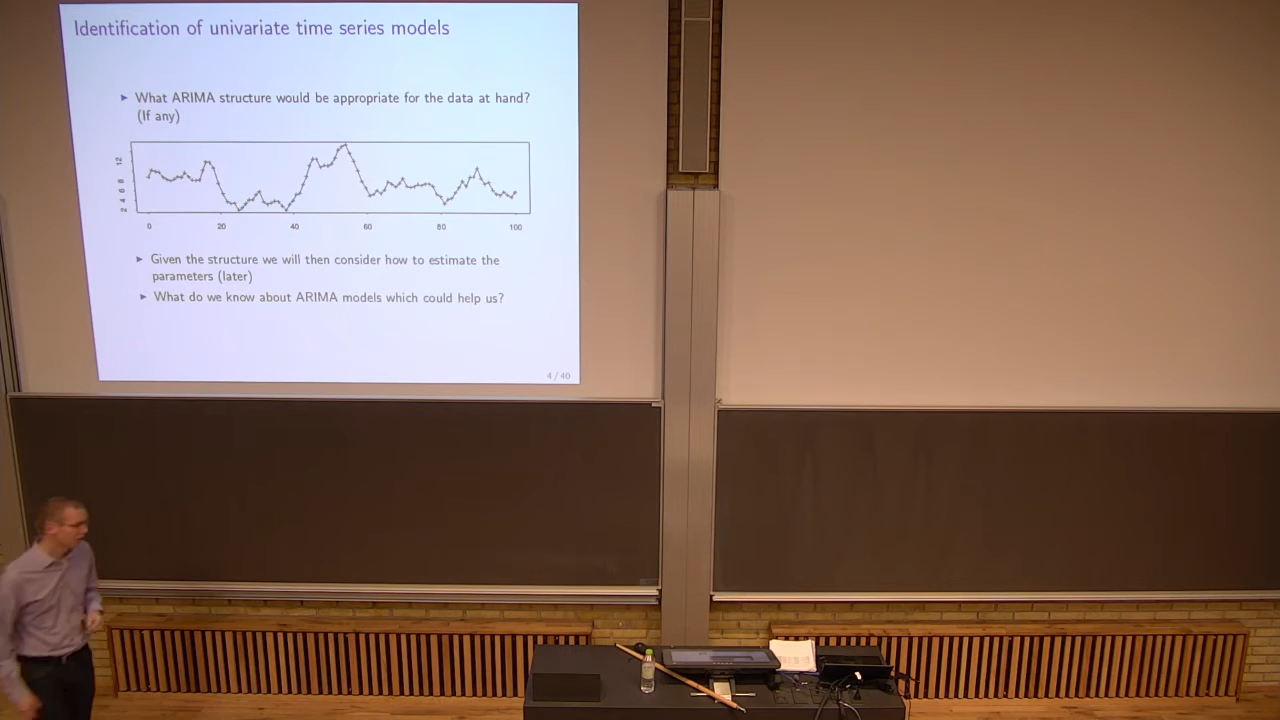 Identification of univariate time series models
▶ What ARIMA structure would be appropriate for the data at hand?
(If any)
2 4 6 8 12
0 20 40 60 80 100
▶ Given the structure we will then consider how to estimate the
parameters (later)
▶ What do we know about ARIMA models which could help us?
4 / 40